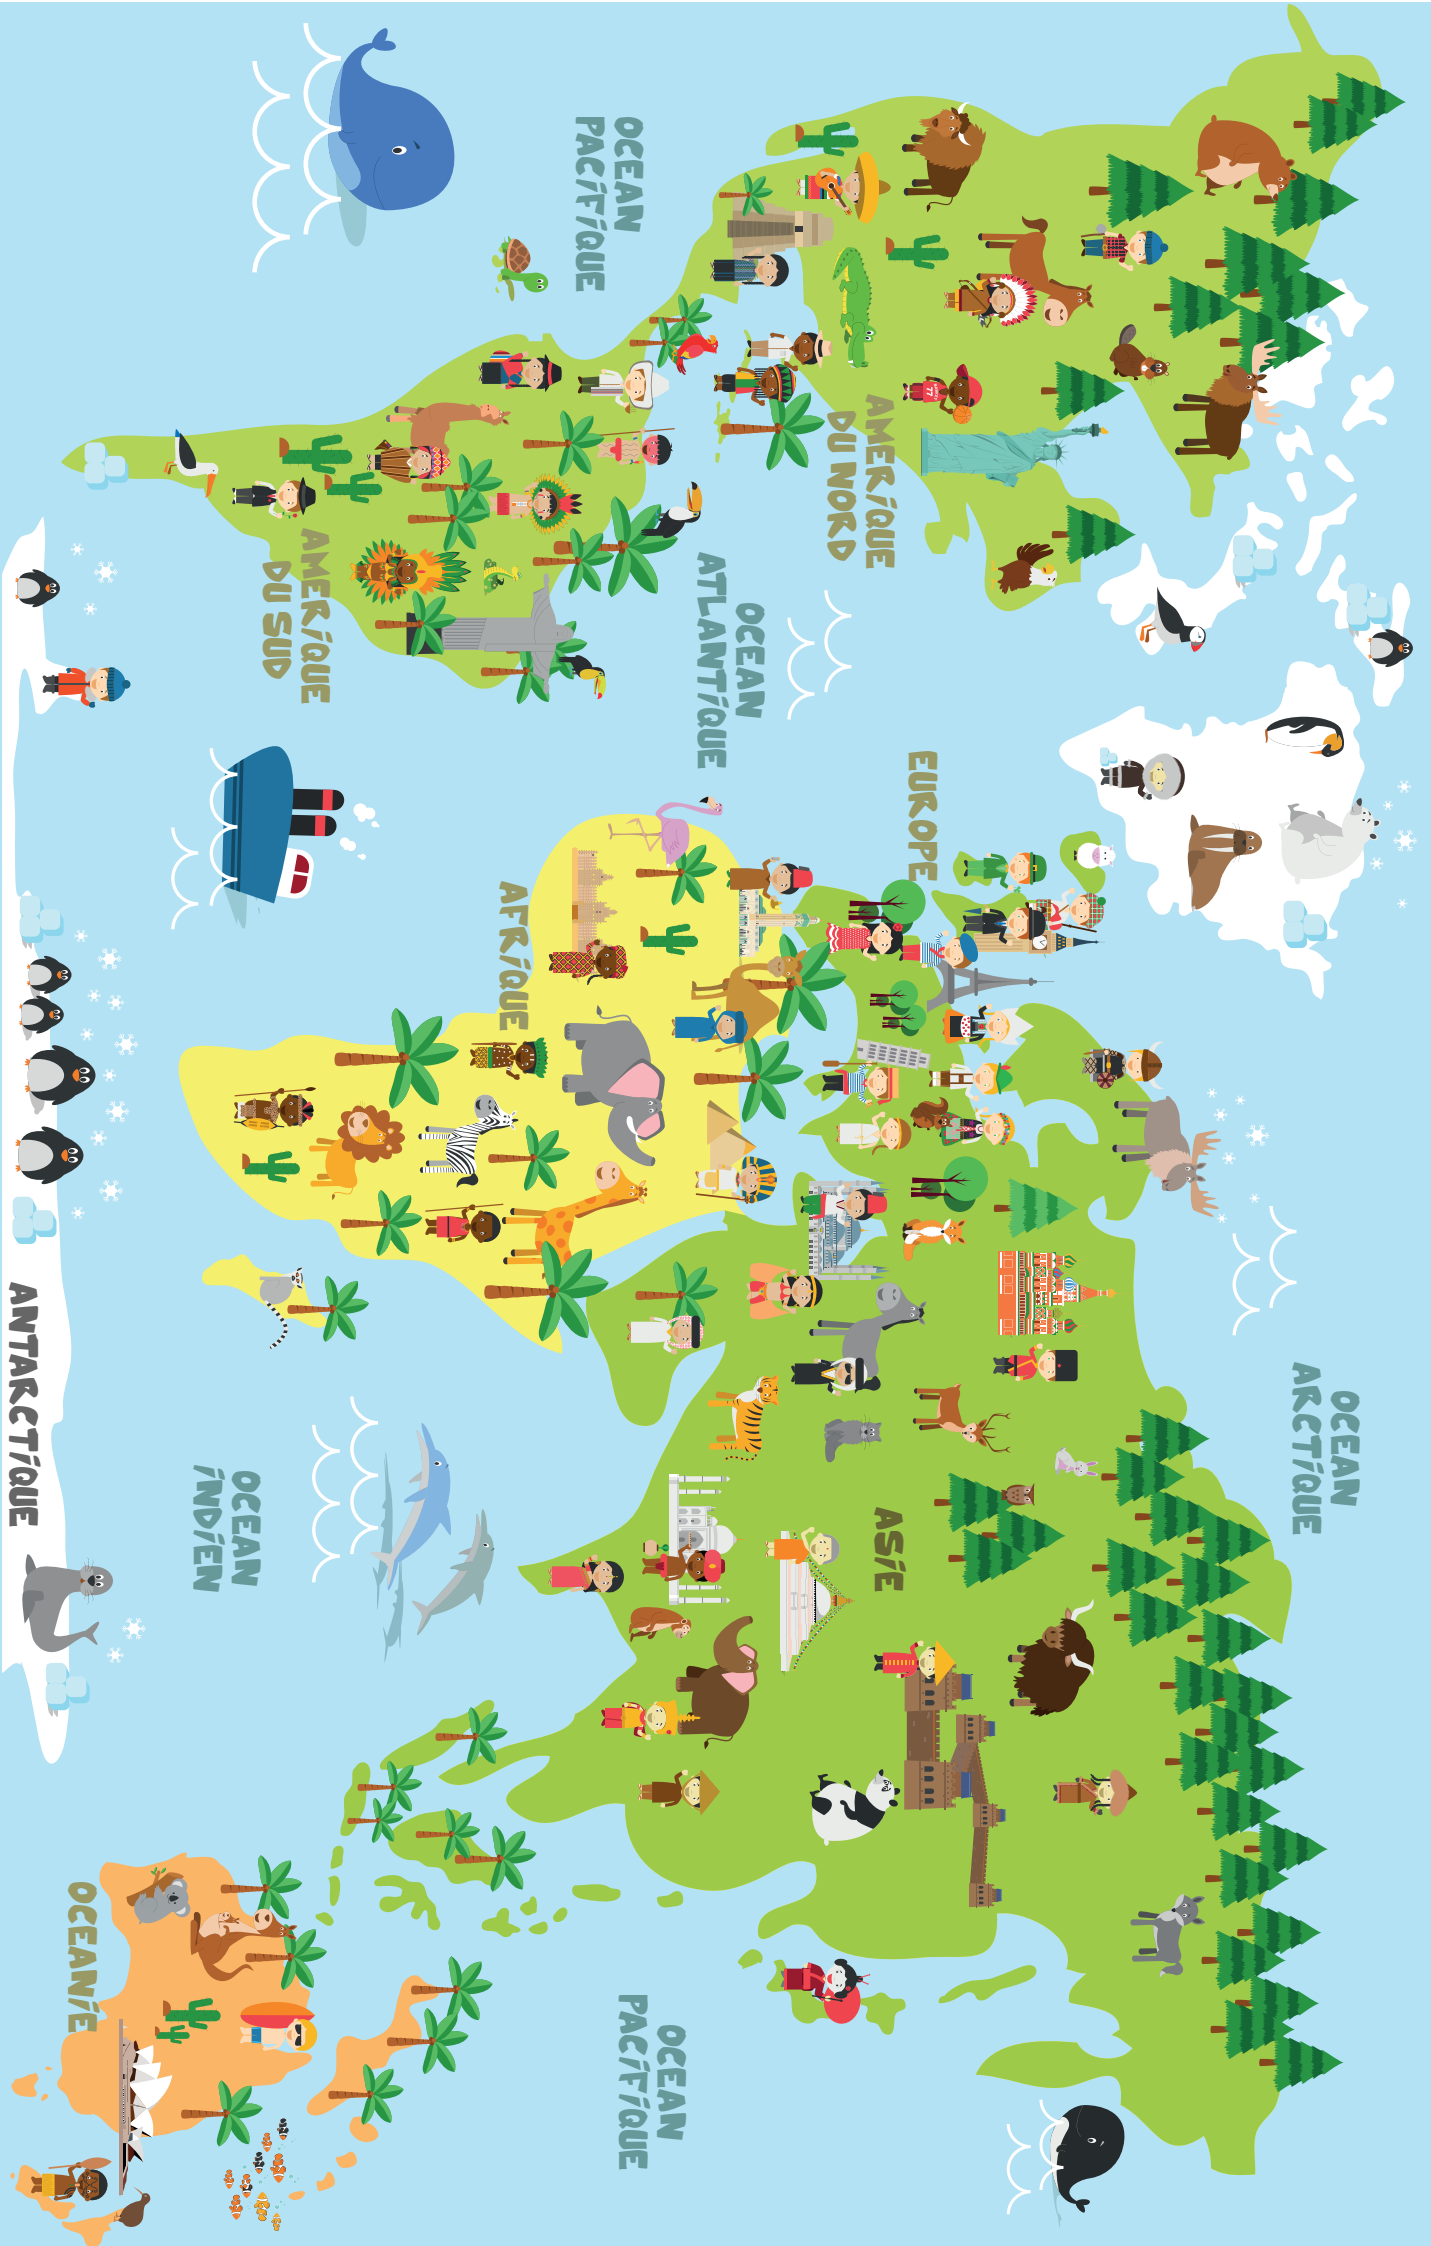 OCEAN
ARCTIQUE
AMERIQUE
DU NORD
EUROPE
ASIE
OCEAN
PACIFIQUE
OCEAN
ATLANTIQUE
OCEAN
PACIFIQUE
AFRIQUE
AMERIQUE
DU SUD
OCEAN
INDIEN
OCEANIE
ANTARCTIQUE
77